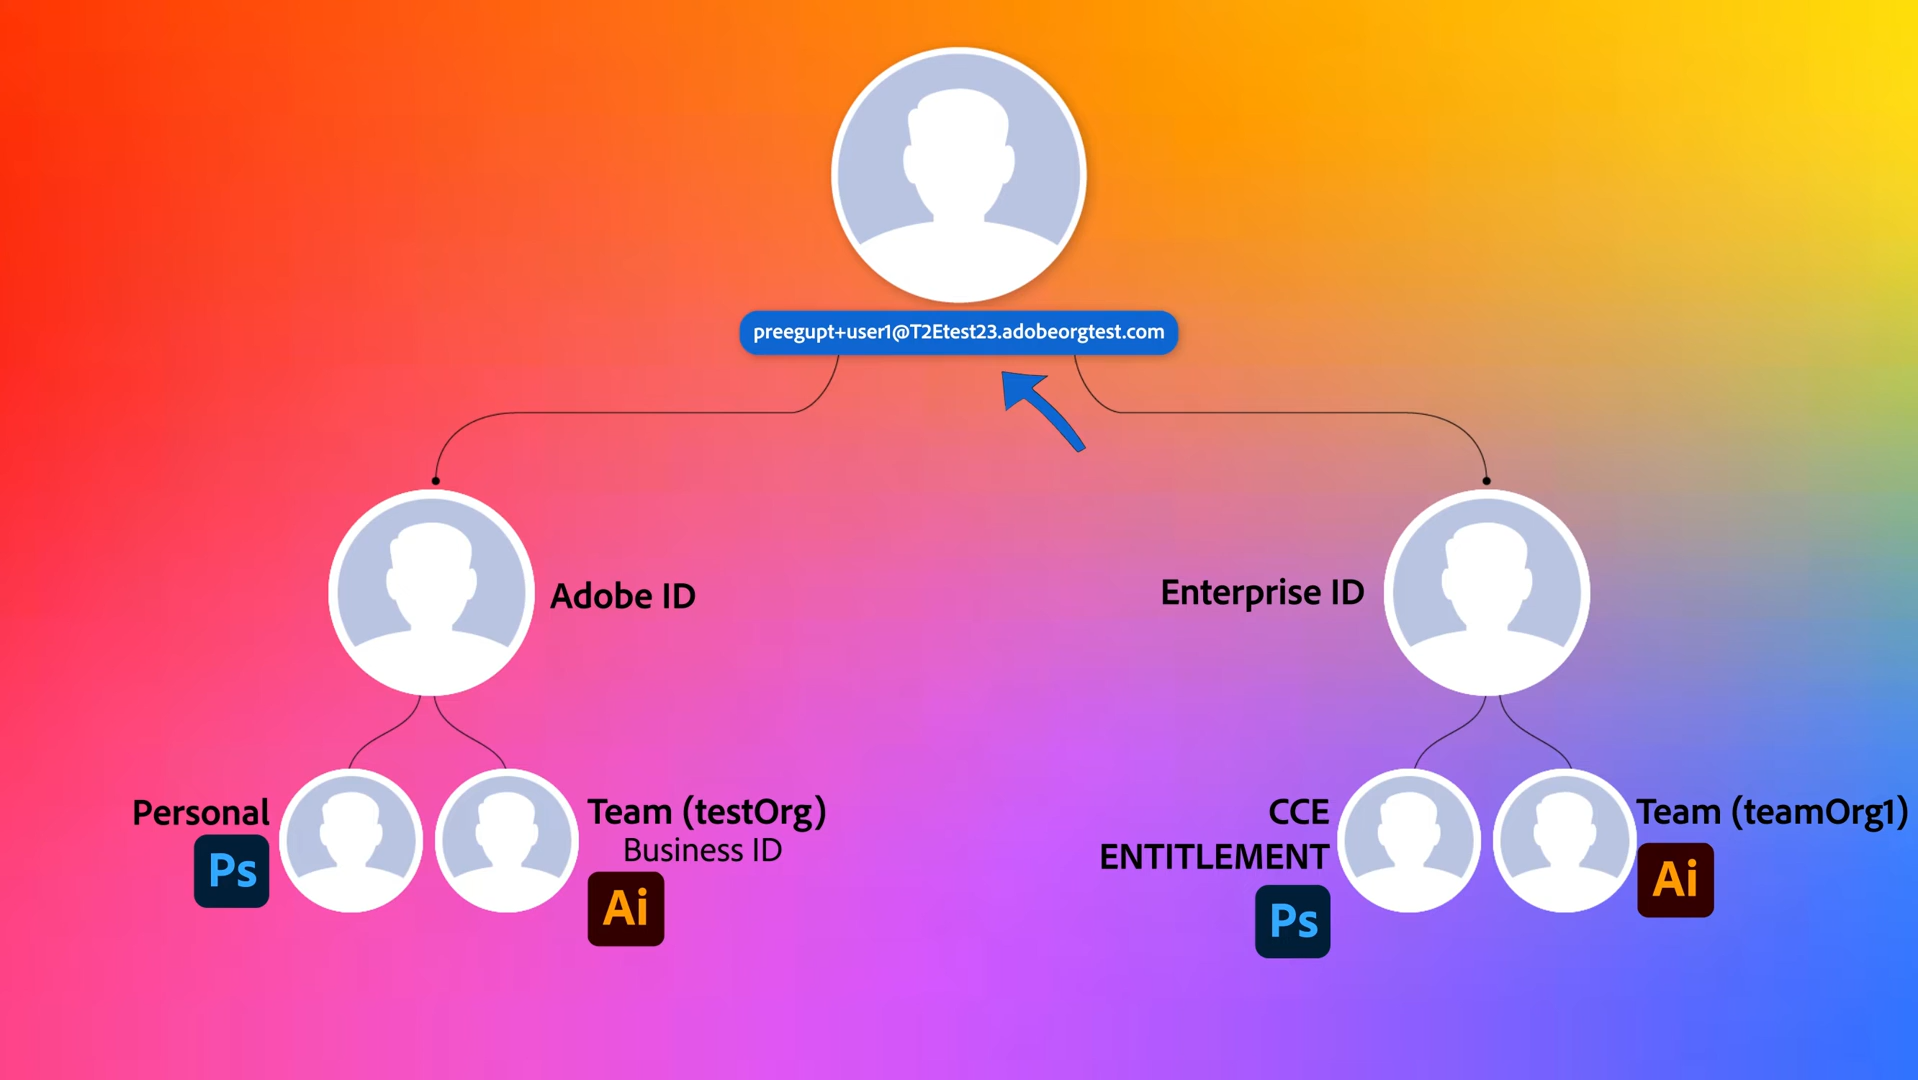 preegupt+user1@T2Etest23.adobeorgtest.com
Adobe ID
Enterprise ID
Personal
Ps
Team (testOrg)
Business ID
Ai
CCE
ENTITLEMENT
Ps
Team (teamOrg1)
Ai